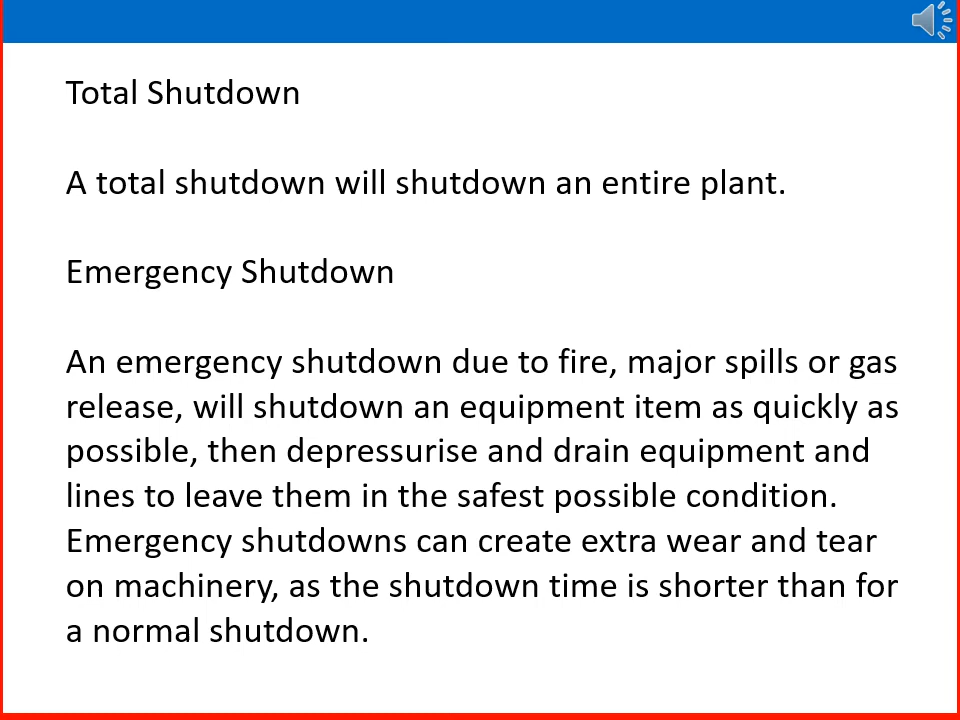 Total Shutdown
A total shutdown will shutdown an entire plant.
Emergency Shutdown
An emergency shutdown due to fire, major spills or gas
release, will shutdown an equipment item as quickly as
possible, then depressurise and drain equipment and
lines to leave them in the safest possible condition.
Emergency shutdowns can create extra wear and tear
on machinery, as the shutdown time is shorter than for
a normal shutdown.